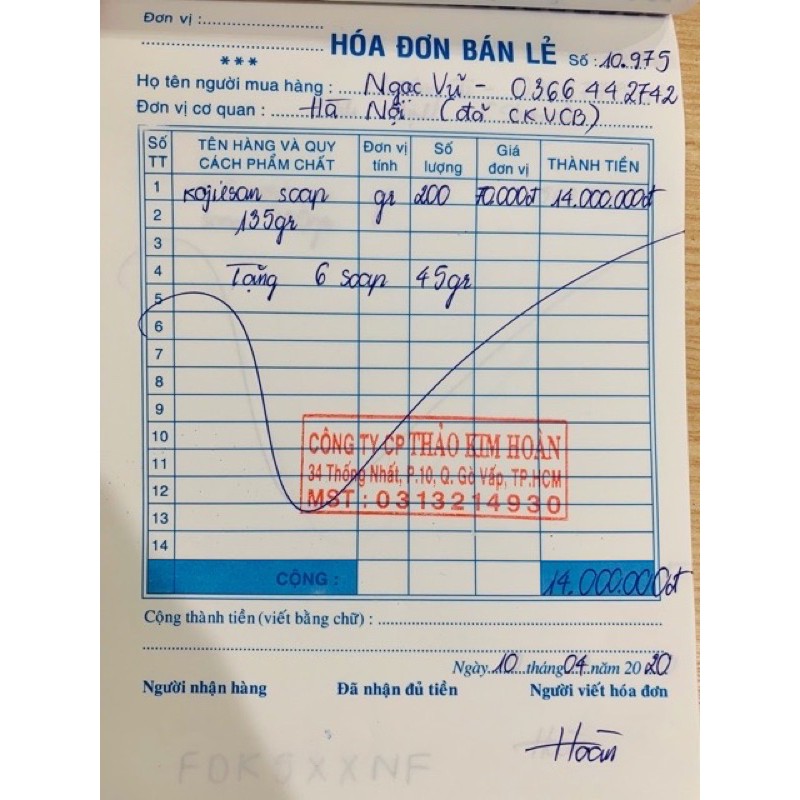 Đơn vị :........................
* * *
HÓA ĐƠN BÁN LẺ Số : 10.975
Họ tên người mua hàng : Ngọc Vũ - 0366 44 2742
Đơn vị cơ quan : Hà Nội (đã CK VCB)
Số TT TÊN HÀNG VÀ QUY CÁCH PHẨM CHẤT Đơn vị tính Số lượng Giá đơn vị THÀNH TIỀN
1 Kojiesan soap gr 200 70.000đ 14.000.000đ
2 135gr
3
4 Tặng 6 soap 45gr
5
6
7
8
9
10
11
12
13
14
CÔNG TY CP THẢO KIM HOÀN
34 Thống Nhất, P.10, Q. Gò Vấp, TP.HCM
MST : 0313214930
CỘNG : 14.000.000đ
Cộng thành tiền (viết bằng chữ) :
Ngày 10 tháng 04 năm 2020
Người nhận hàng Đã nhận đủ tiền Người viết hóa đơn
Hoàn